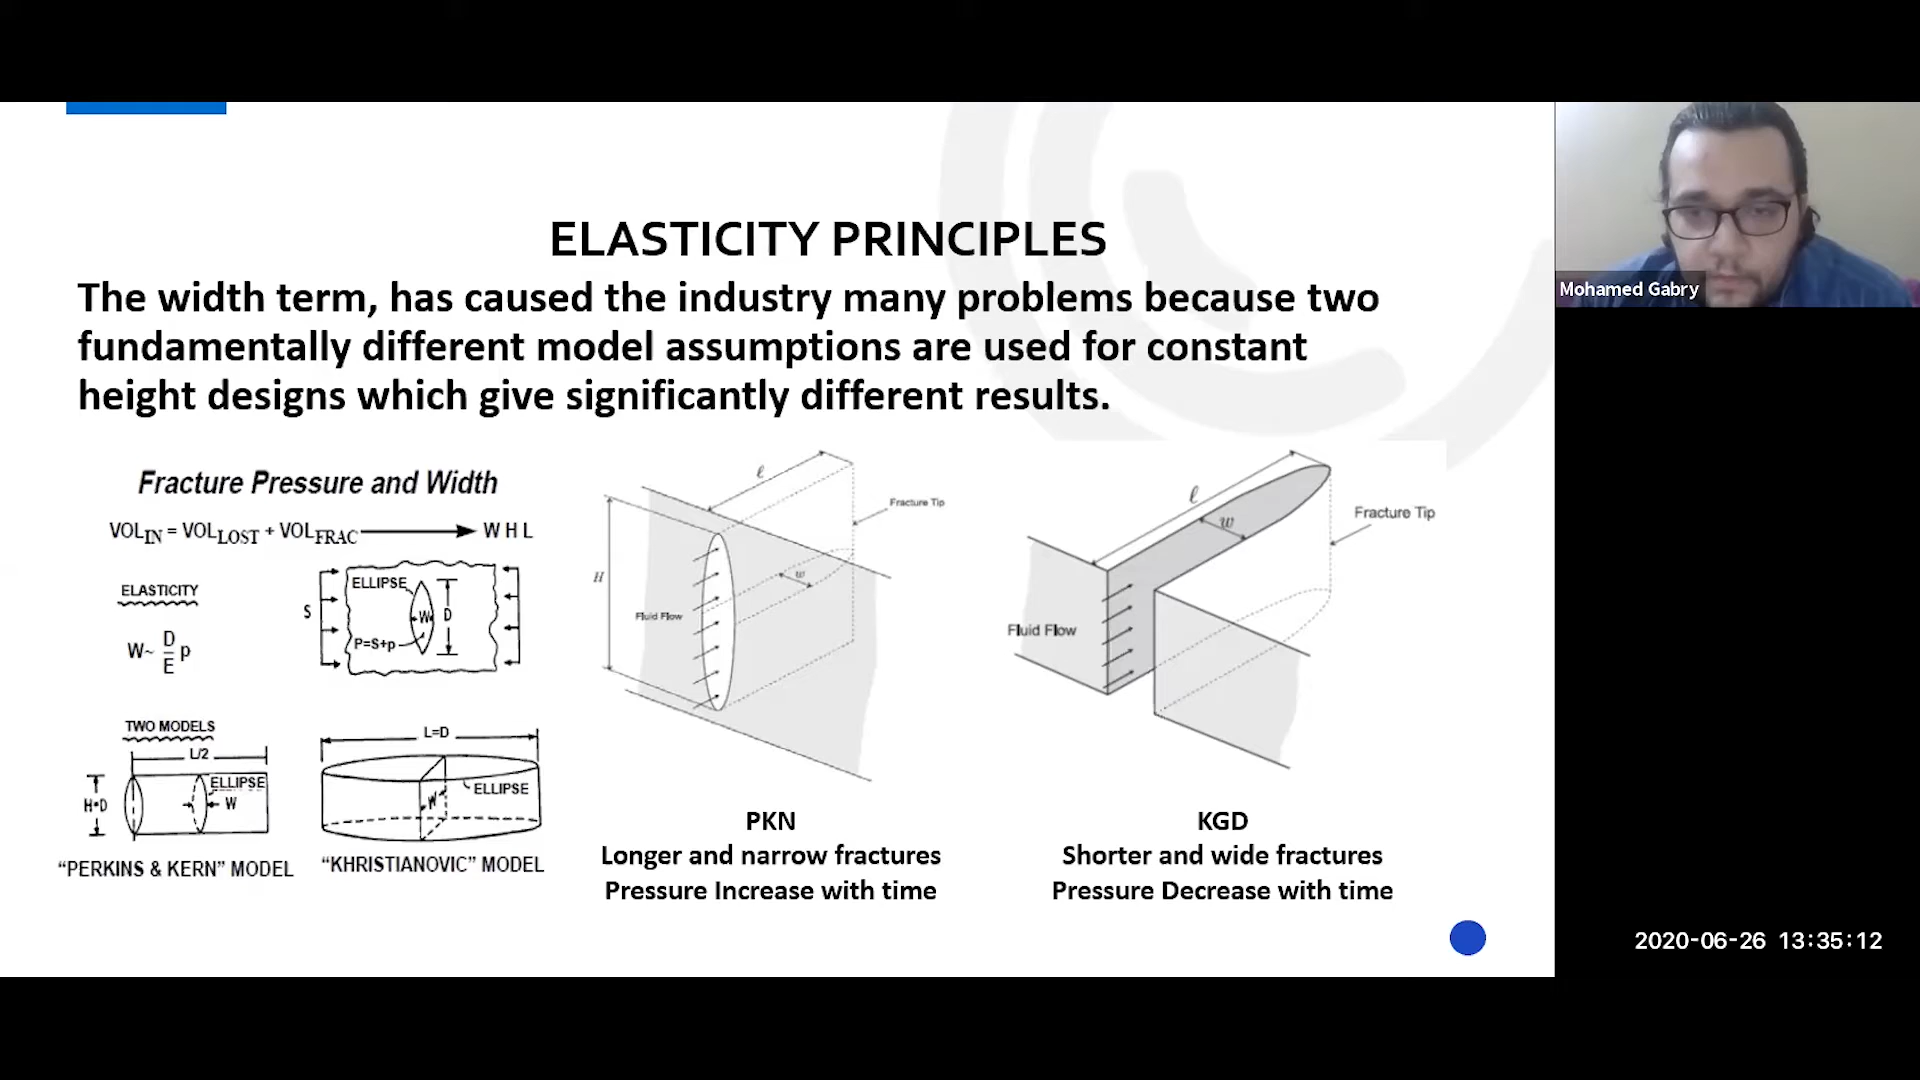 ELASTICITY PRINCIPLES
The width term, has caused the industry many problems because two
fundamentally different model assumptions are used for constant
height designs which give significantly different results.
Fracture Pressure and Width
VOL_IN = VOL_LOST + VOL_FRAC → W H L
ELASTICITY
W~ D/E p
S
ELLIPSE
W
D
P=S+p
TWO MODELS
L/2
ELLIPSE
H=D
W
"PERKINS & KERN" MODEL
L=D
ELLIPSE
W
"KHRISTIANOVIC" MODEL
ℓ
Fracture Tip
H
w
Fluid Flow
PKN
Longer and narrow fractures
Pressure Increase with time
ℓ
w
Fracture Tip
Fluid Flow
KGD
Shorter and wide fractures
Pressure Decrease with time
Mohamed Gabry
2020-06-26 13:35:12